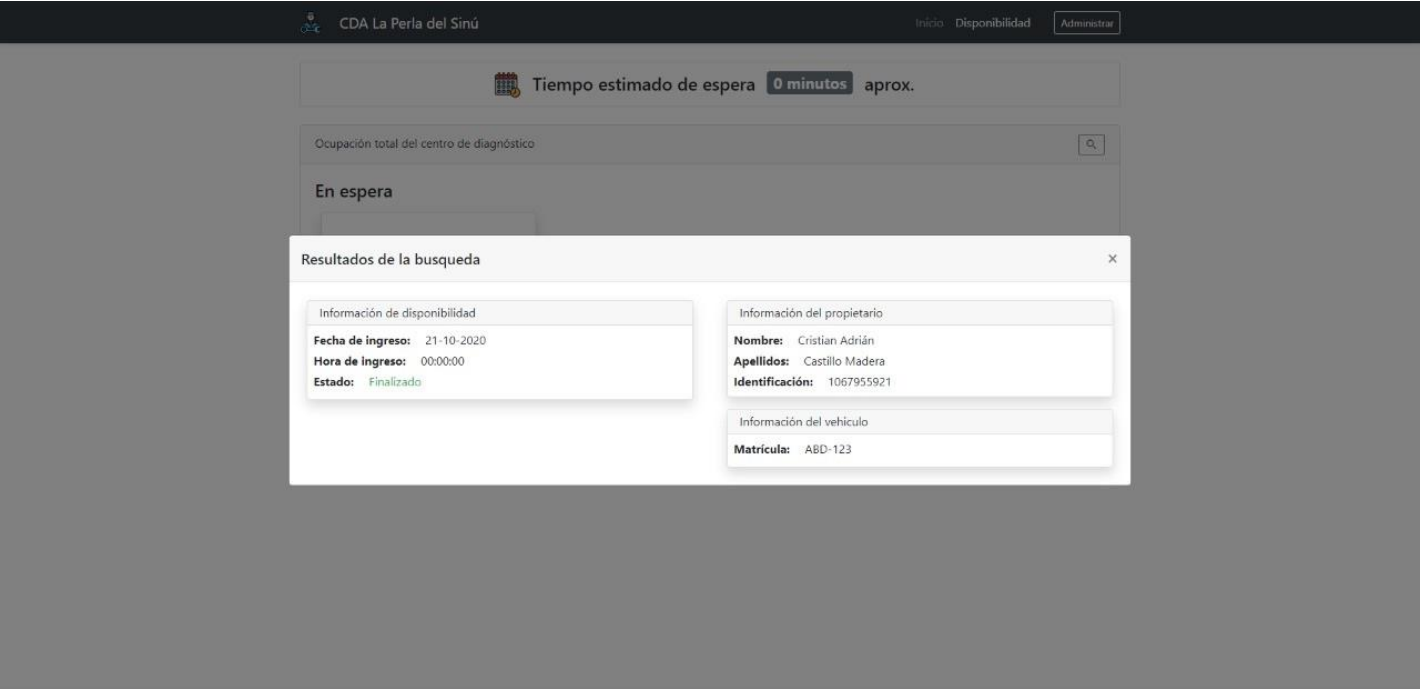 CDA La Perla del Sinú
Inicio Disponibilidad Administrar
Tiempo estimado de espera 0 minutos aprox.
Ocupación total del centro de diagnóstico
En espera
Resultados de la busqueda ×
Información de disponibilidad
Fecha de ingreso: 21-10-2020
Hora de ingreso: 00:00:00
Estado: Finalizado
Información del propietario
Nombre: Cristian Adrián
Apellidos: Castillo Madera
Identificación: 1067955921
Información del vehiculo
Matrícula: ABD-123